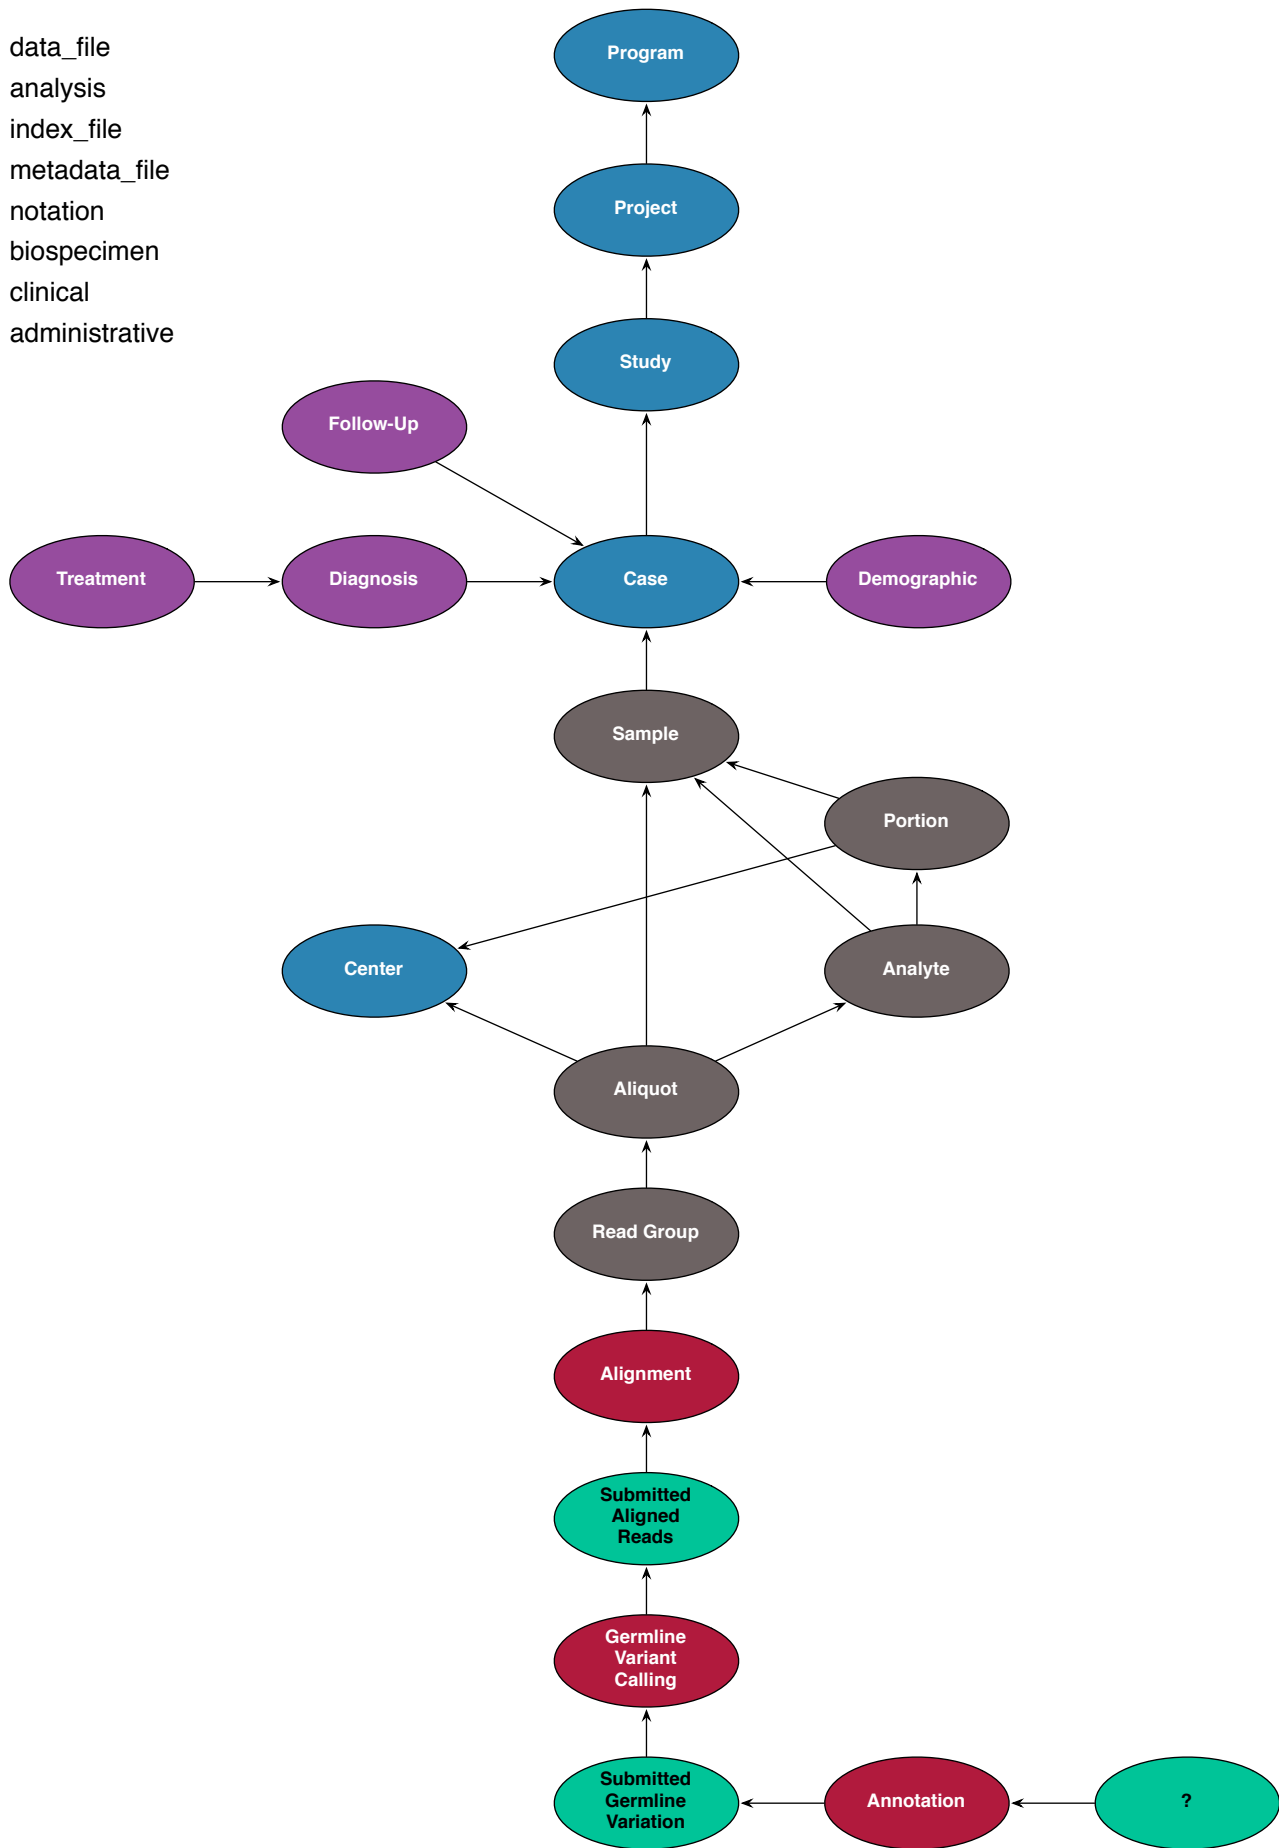 data_file
analysis
index_file
metadata_file
notation
biospecimen
clinical
administrative
Program
Project
Study
Follow-Up
Treatment
Diagnosis
Case
Demographic
Sample
Portion
Center
Analyte
Aliquot
Read Group
Alignment
Submitted
Aligned
Reads
Germline
Variant
Calling
Submitted
Germline
Variation
Annotation
?